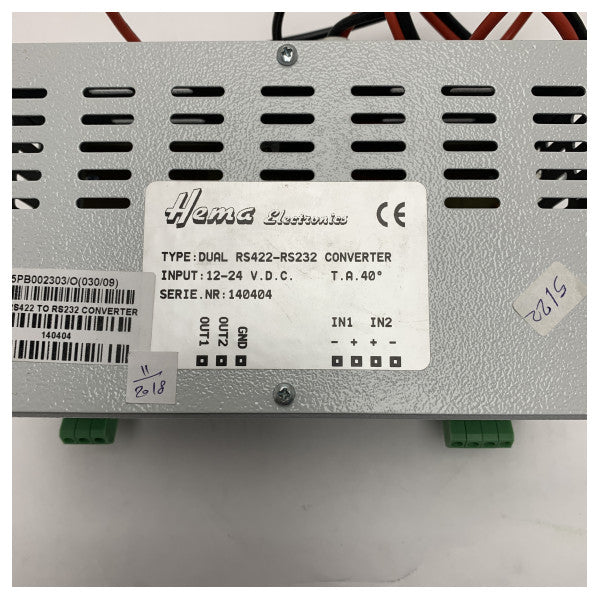 Hema Electronics CE
TYPE:DUAL RS422-RS232 CONVERTER
INPUT:12-24 V.D.C. T.A.40°
SERIE.NR:140404
OUT1 OUT2 GND
IN1 IN2
- + + -
5PB002303/O(030/09)
RS422 TO RS232 CONVERTER
140404
11/2018
5122